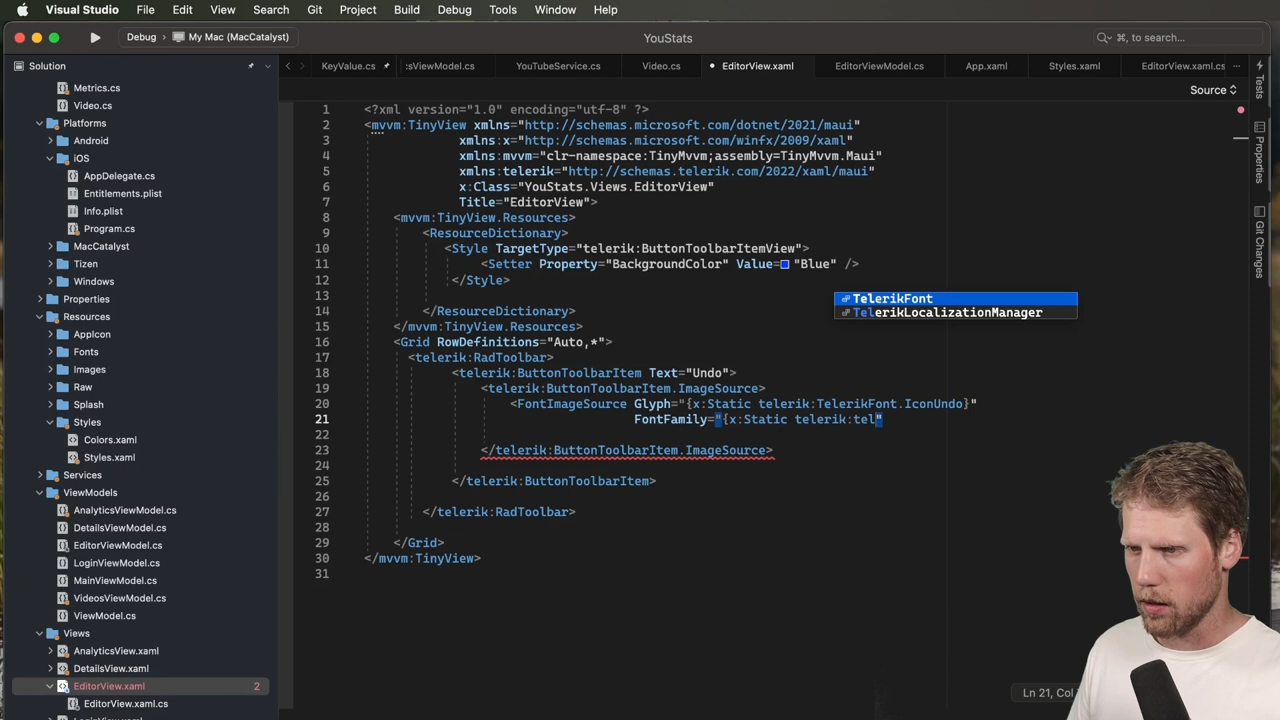 Visual Studio File Edit View Search Git Project Build Debug Tools Window Help
Debug My Mac (MacCatalyst) YouStats ⌘, to search...
Solution KeyValue.cs :sViewModel.cs YouTubeService.cs Video.cs EditorView.xaml EditorViewModel.cs App.xaml Styles.xaml EditorView.xaml.cs ...
Source
Tests
Properties
Git Changes
Metrics.cs
Video.cs
Platforms
Android
iOS
AppDelegate.cs
Entitlements.plist
Info.plist
Program.cs
MacCatalyst
Tizen
Windows
Properties
Resources
AppIcon
Fonts
Images
Raw
Splash
Styles
Colors.xaml
Styles.xaml
Services
ViewModels
AnalyticsViewModel.cs
DetailsViewModel.cs
EditorViewModel.cs
LoginViewModel.cs
MainViewModel.cs
VideosViewModel.cs
ViewModel.cs
Views
AnalyticsView.xaml
DetailsView.xaml
EditorView.xaml 2
EditorView.xaml.cs
LoginView.xaml
1 <?xml version="1.0" encoding="utf-8" ?>
2 <mvvm:TinyView xmlns="http://schemas.microsoft.com/dotnet/2021/maui"
3 xmlns:x="http://schemas.microsoft.com/winfx/2009/xaml"
4 xmlns:mvvm="clr-namespace:TinyMvvm;assembly=TinyMvvm.Maui"
5 xmlns:telerik="http://schemas.telerik.com/2022/xaml/maui"
6 x:Class="YouStats.Views.EditorView"
7 Title="EditorView">
8 <mvvm:TinyView.Resources>
9 <ResourceDictionary>
10 <Style TargetType="telerik:ButtonToolbarItemView">
11 <Setter Property="BackgroundColor" Value="Blue" />
12 </Style>
13
14 </ResourceDictionary>
15 </mvvm:TinyView.Resources>
16 <Grid RowDefinitions="Auto,*">
17 <telerik:RadToolbar>
18 <telerik:ButtonToolbarItem Text="Undo">
19 <telerik:ButtonToolbarItem.ImageSource>
20 <FontImageSource Glyph="{x:Static telerik:TelerikFont.IconUndo}"
21 FontFamily="{x:Static telerik:tel"
22
23 </telerik:ButtonToolbarItem.ImageSource>
24
25 </telerik:ButtonToolbarItem>
26
27 </telerik:RadToolbar>
28
29 </Grid>
30 </mvvm:TinyView>
31
TelerikFont
TelerikLocalizationManager
Ln 21, Col